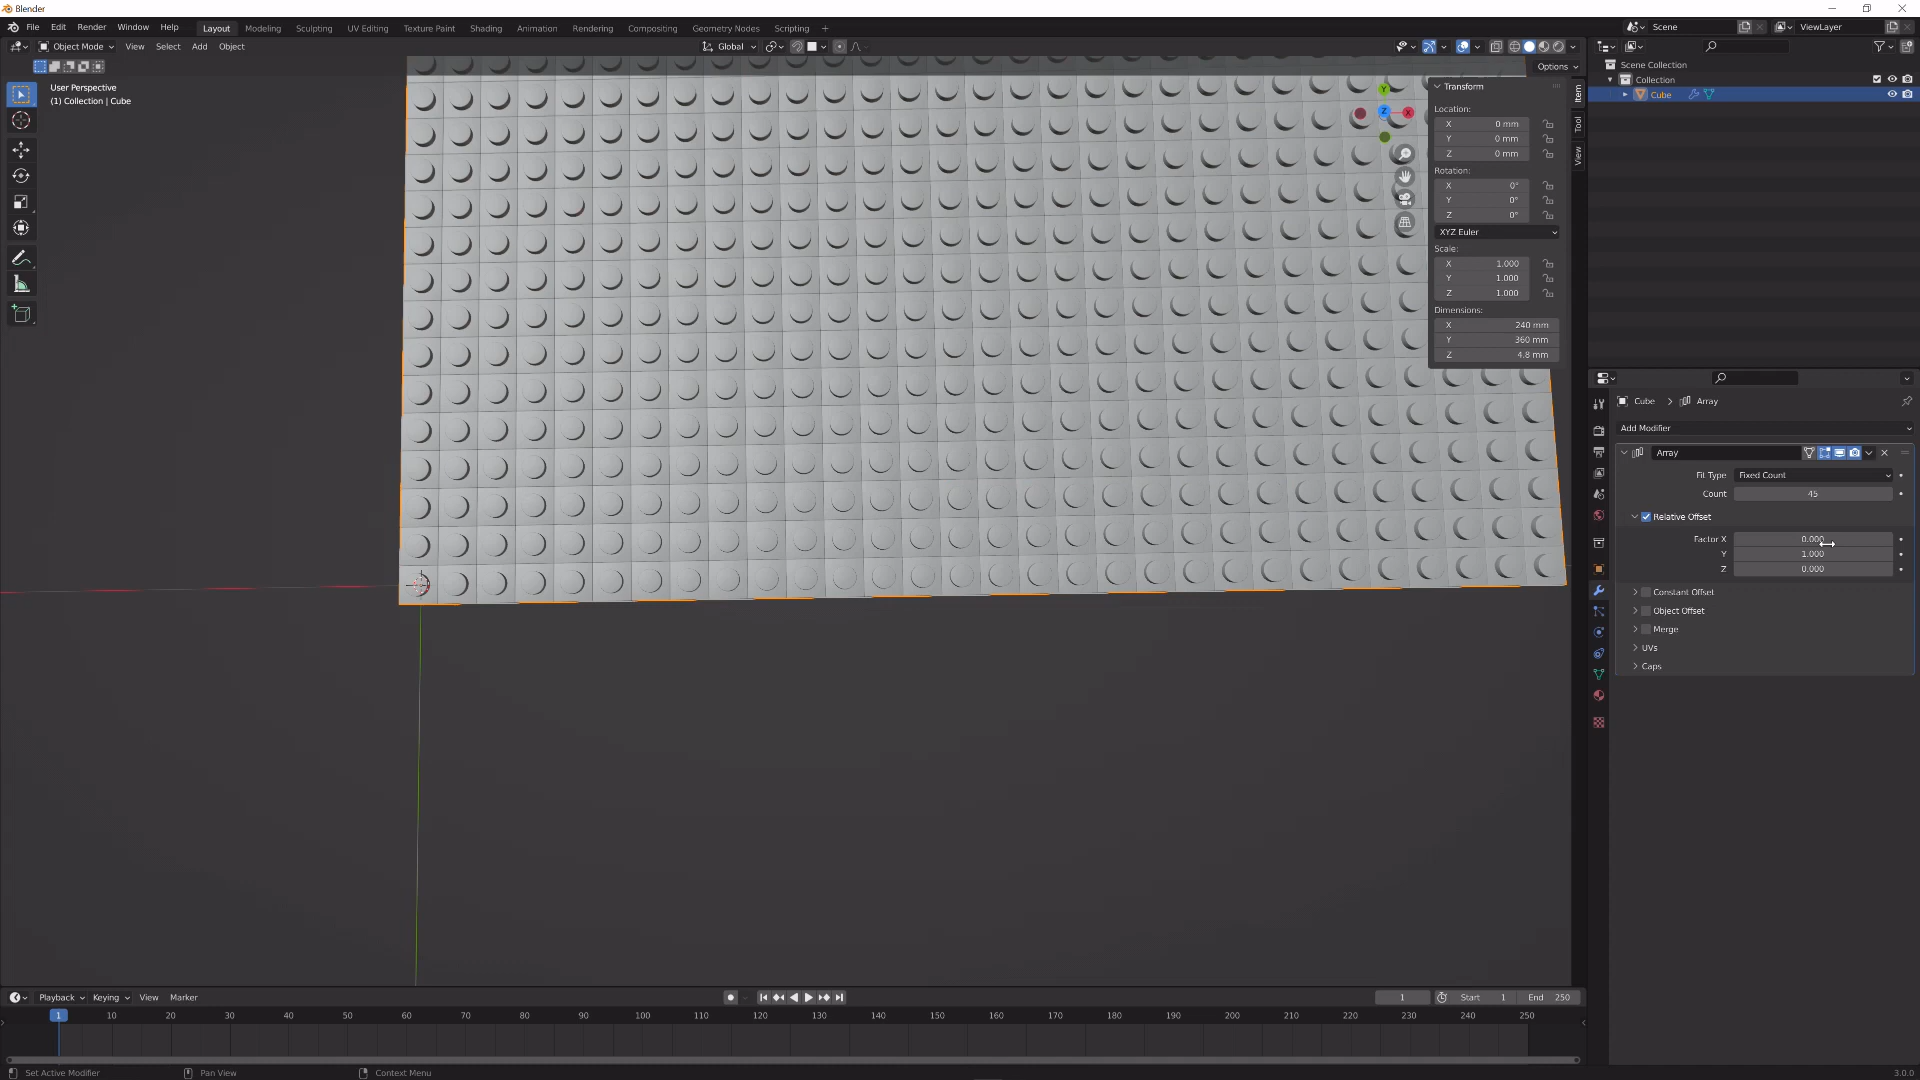 Blender
File Edit Render Window Help Layout Modeling Sculpting UV Editing Texture Paint Shading Animation Rendering Compositing Geometry Nodes Scripting + Scene ViewLayer
Object Mode View Select Add Object Global
Options
User Perspective
(1) Collection | Cube
Transform
Location:
X 0 mm
Y 0 mm
Z 0 mm
Rotation:
X 0°
Y 0°
Z 0°
XYZ Euler
Scale:
X 1.000
Y 1.000
Z 1.000
Dimensions:
X 240 mm
Y 360 mm
Z 4.8 mm
Item
Tool
View
Y
Z
X
Scene Collection
Collection
Cube
Cube > Array
Add Modifier
Array
Fit Type Fixed Count
Count 45
Relative Offset
Factor X 0.000
Y 1.000
Z 0.000
Constant Offset
Object Offset
Merge
UVs
Caps
Playback Keying View Marker 1 Start 1 End 250
1 10 20 30 40 50 60 70 80 90 100 110 120 130 140 150 160 170 180 190 200 210 220 230 240 250
Set Active Modifier Pan View Context Menu 3.0.0